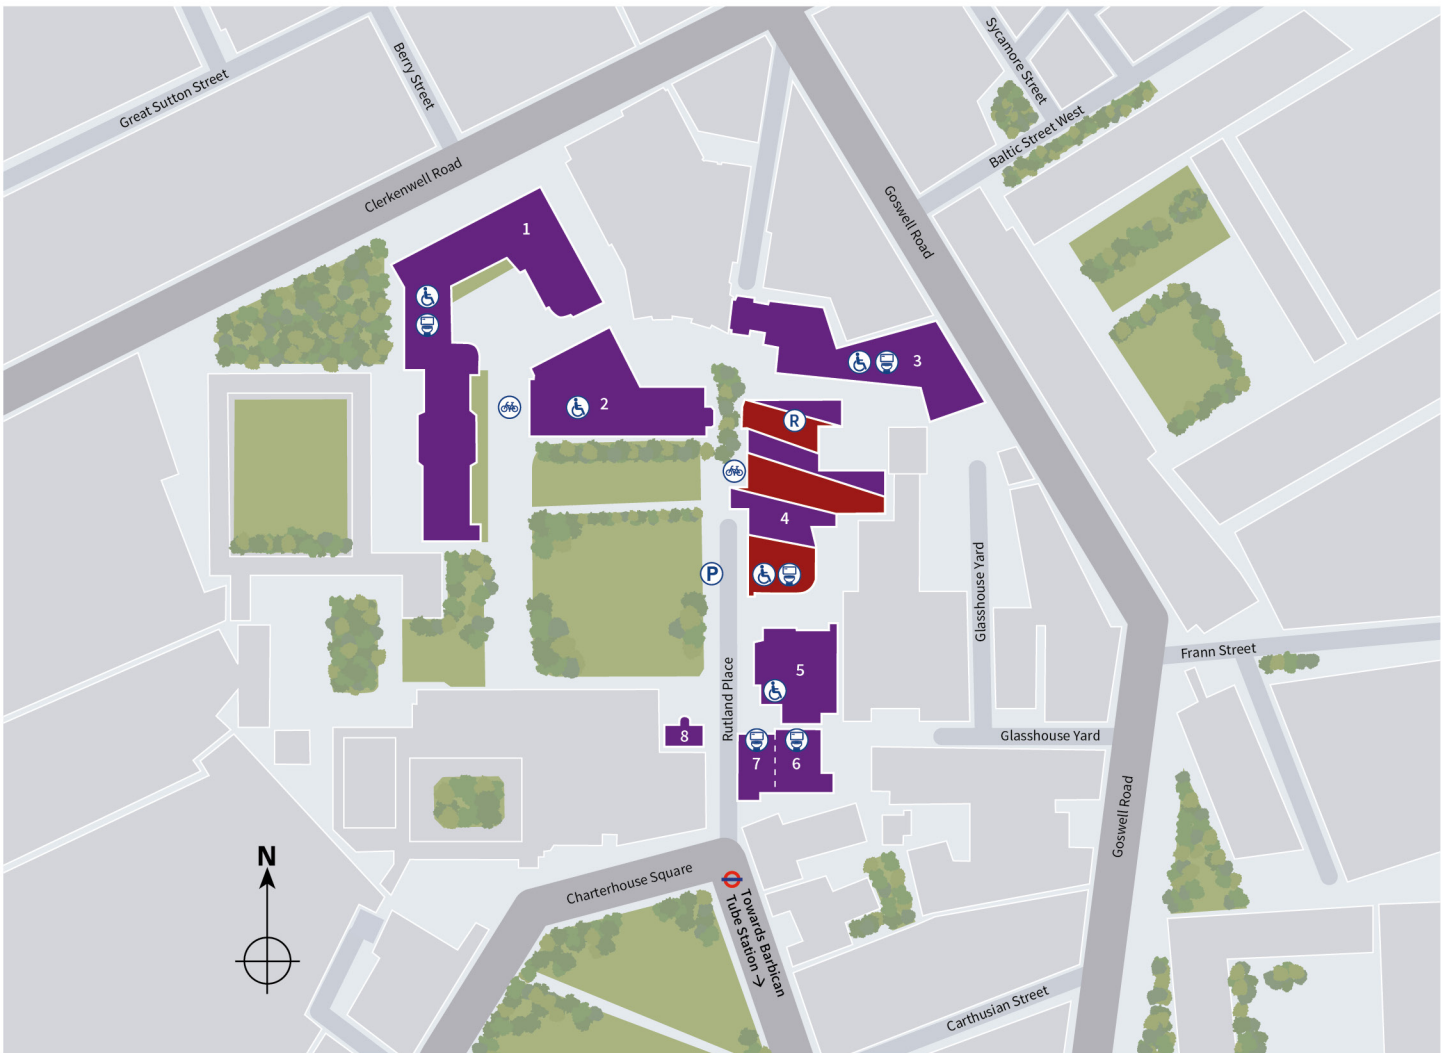 Great Sutton Street
Berry Street
Sycamore Street
Baltic Street West
Clerkenwell Road
Goswell Road
1
3
2
R
4
P
Glasshouse Yard
Frann Street
5
Rutland Place
8
Glasshouse Yard
7
6
Goswell Road
N
Charterhouse Square
Towards Barbican
Tube Station →
Carthusian Street